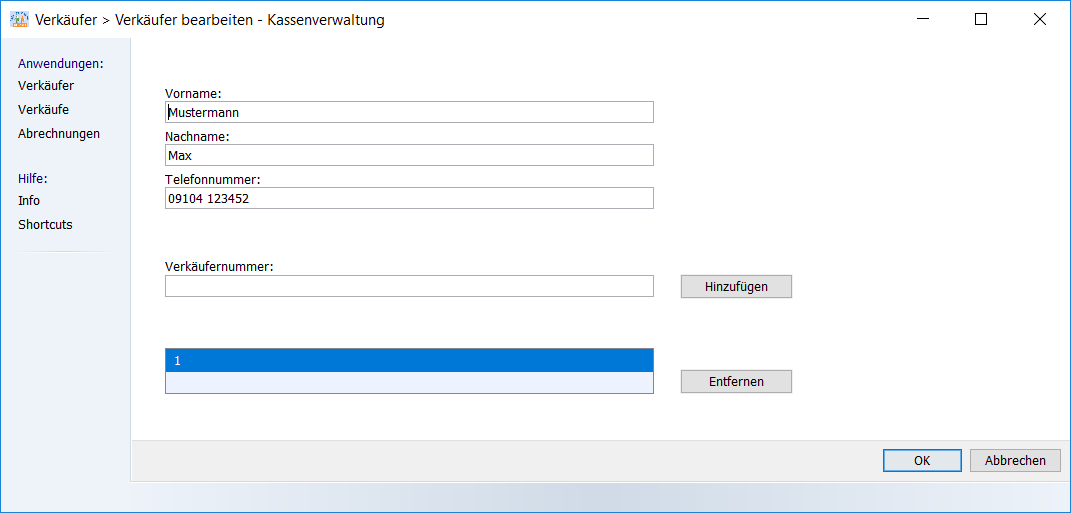 Verkäufer > Verkäufer bearbeiten - Kassenverwaltung
Anwendungen:
Verkäufer
Verkäufe
Abrechnungen
Hilfe:
Info
Shortcuts
Vorname:
Mustermann
Nachname:
Max
Telefonnummer:
09104 123452
Verkäufernummer:
Hinzufügen
1
Entfernen
OK Abbrechen